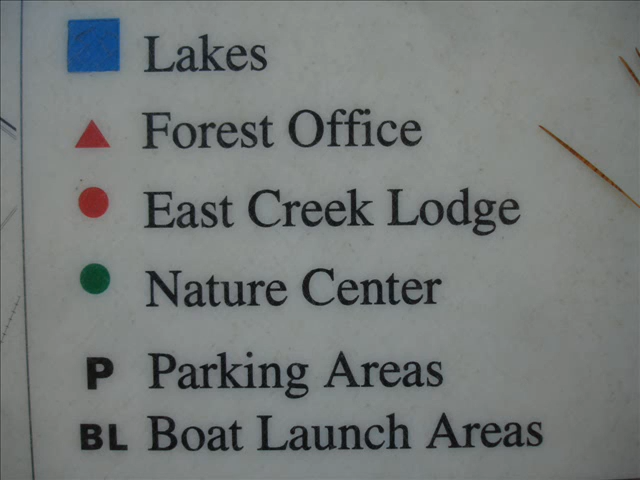 Lakes
Forest Office
East Creek Lodge
Nature Center
P Parking Areas
BL Boat Launch Areas